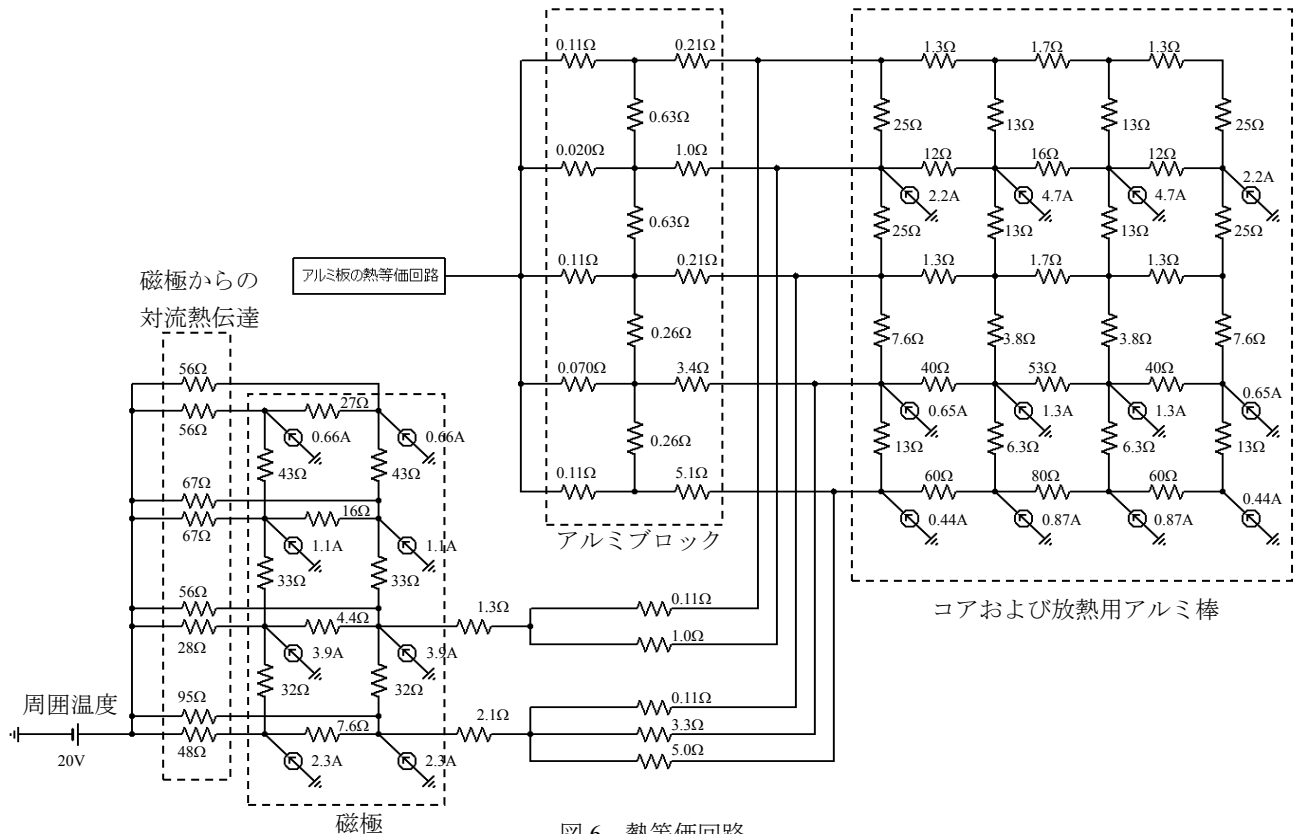 0.11Ω 0.21Ω 1.3Ω 1.7Ω 1.3Ω
0.63Ω 25Ω 13Ω 13Ω 25Ω
0.020Ω 1.0Ω 12Ω 16Ω 12Ω
2.2A 4.7A 4.7A 2.2A
0.63Ω 25Ω 13Ω 13Ω 25Ω
アルミ板の熱等価回路
0.11Ω 0.21Ω 1.3Ω 1.7Ω 1.3Ω
0.26Ω 7.6Ω 3.8Ω 3.8Ω 7.6Ω
0.070Ω 3.4Ω 40Ω 53Ω 40Ω
0.65A 1.3A 1.3A 0.65A
0.26Ω 13Ω 6.3Ω 6.3Ω 13Ω
0.11Ω 5.1Ω 60Ω 80Ω 60Ω
0.44A 0.87A 0.87A 0.44A
アルミブロック
コアおよび放熱用アルミ棒
磁極からの
対流熱伝達
56Ω
56Ω 27Ω
0.66A 0.66A
43Ω 43Ω
67Ω
67Ω 16Ω
1.1A 1.1A
33Ω 33Ω
56Ω
28Ω 4.4Ω 1.3Ω 0.11Ω
1.0Ω
3.9A 3.9A
32Ω 32Ω
95Ω
48Ω 7.6Ω 2.1Ω 0.11Ω
3.3Ω
5.0Ω
2.3A 2.3A
周囲温度
20V
磁極
図 6 熱等価回路